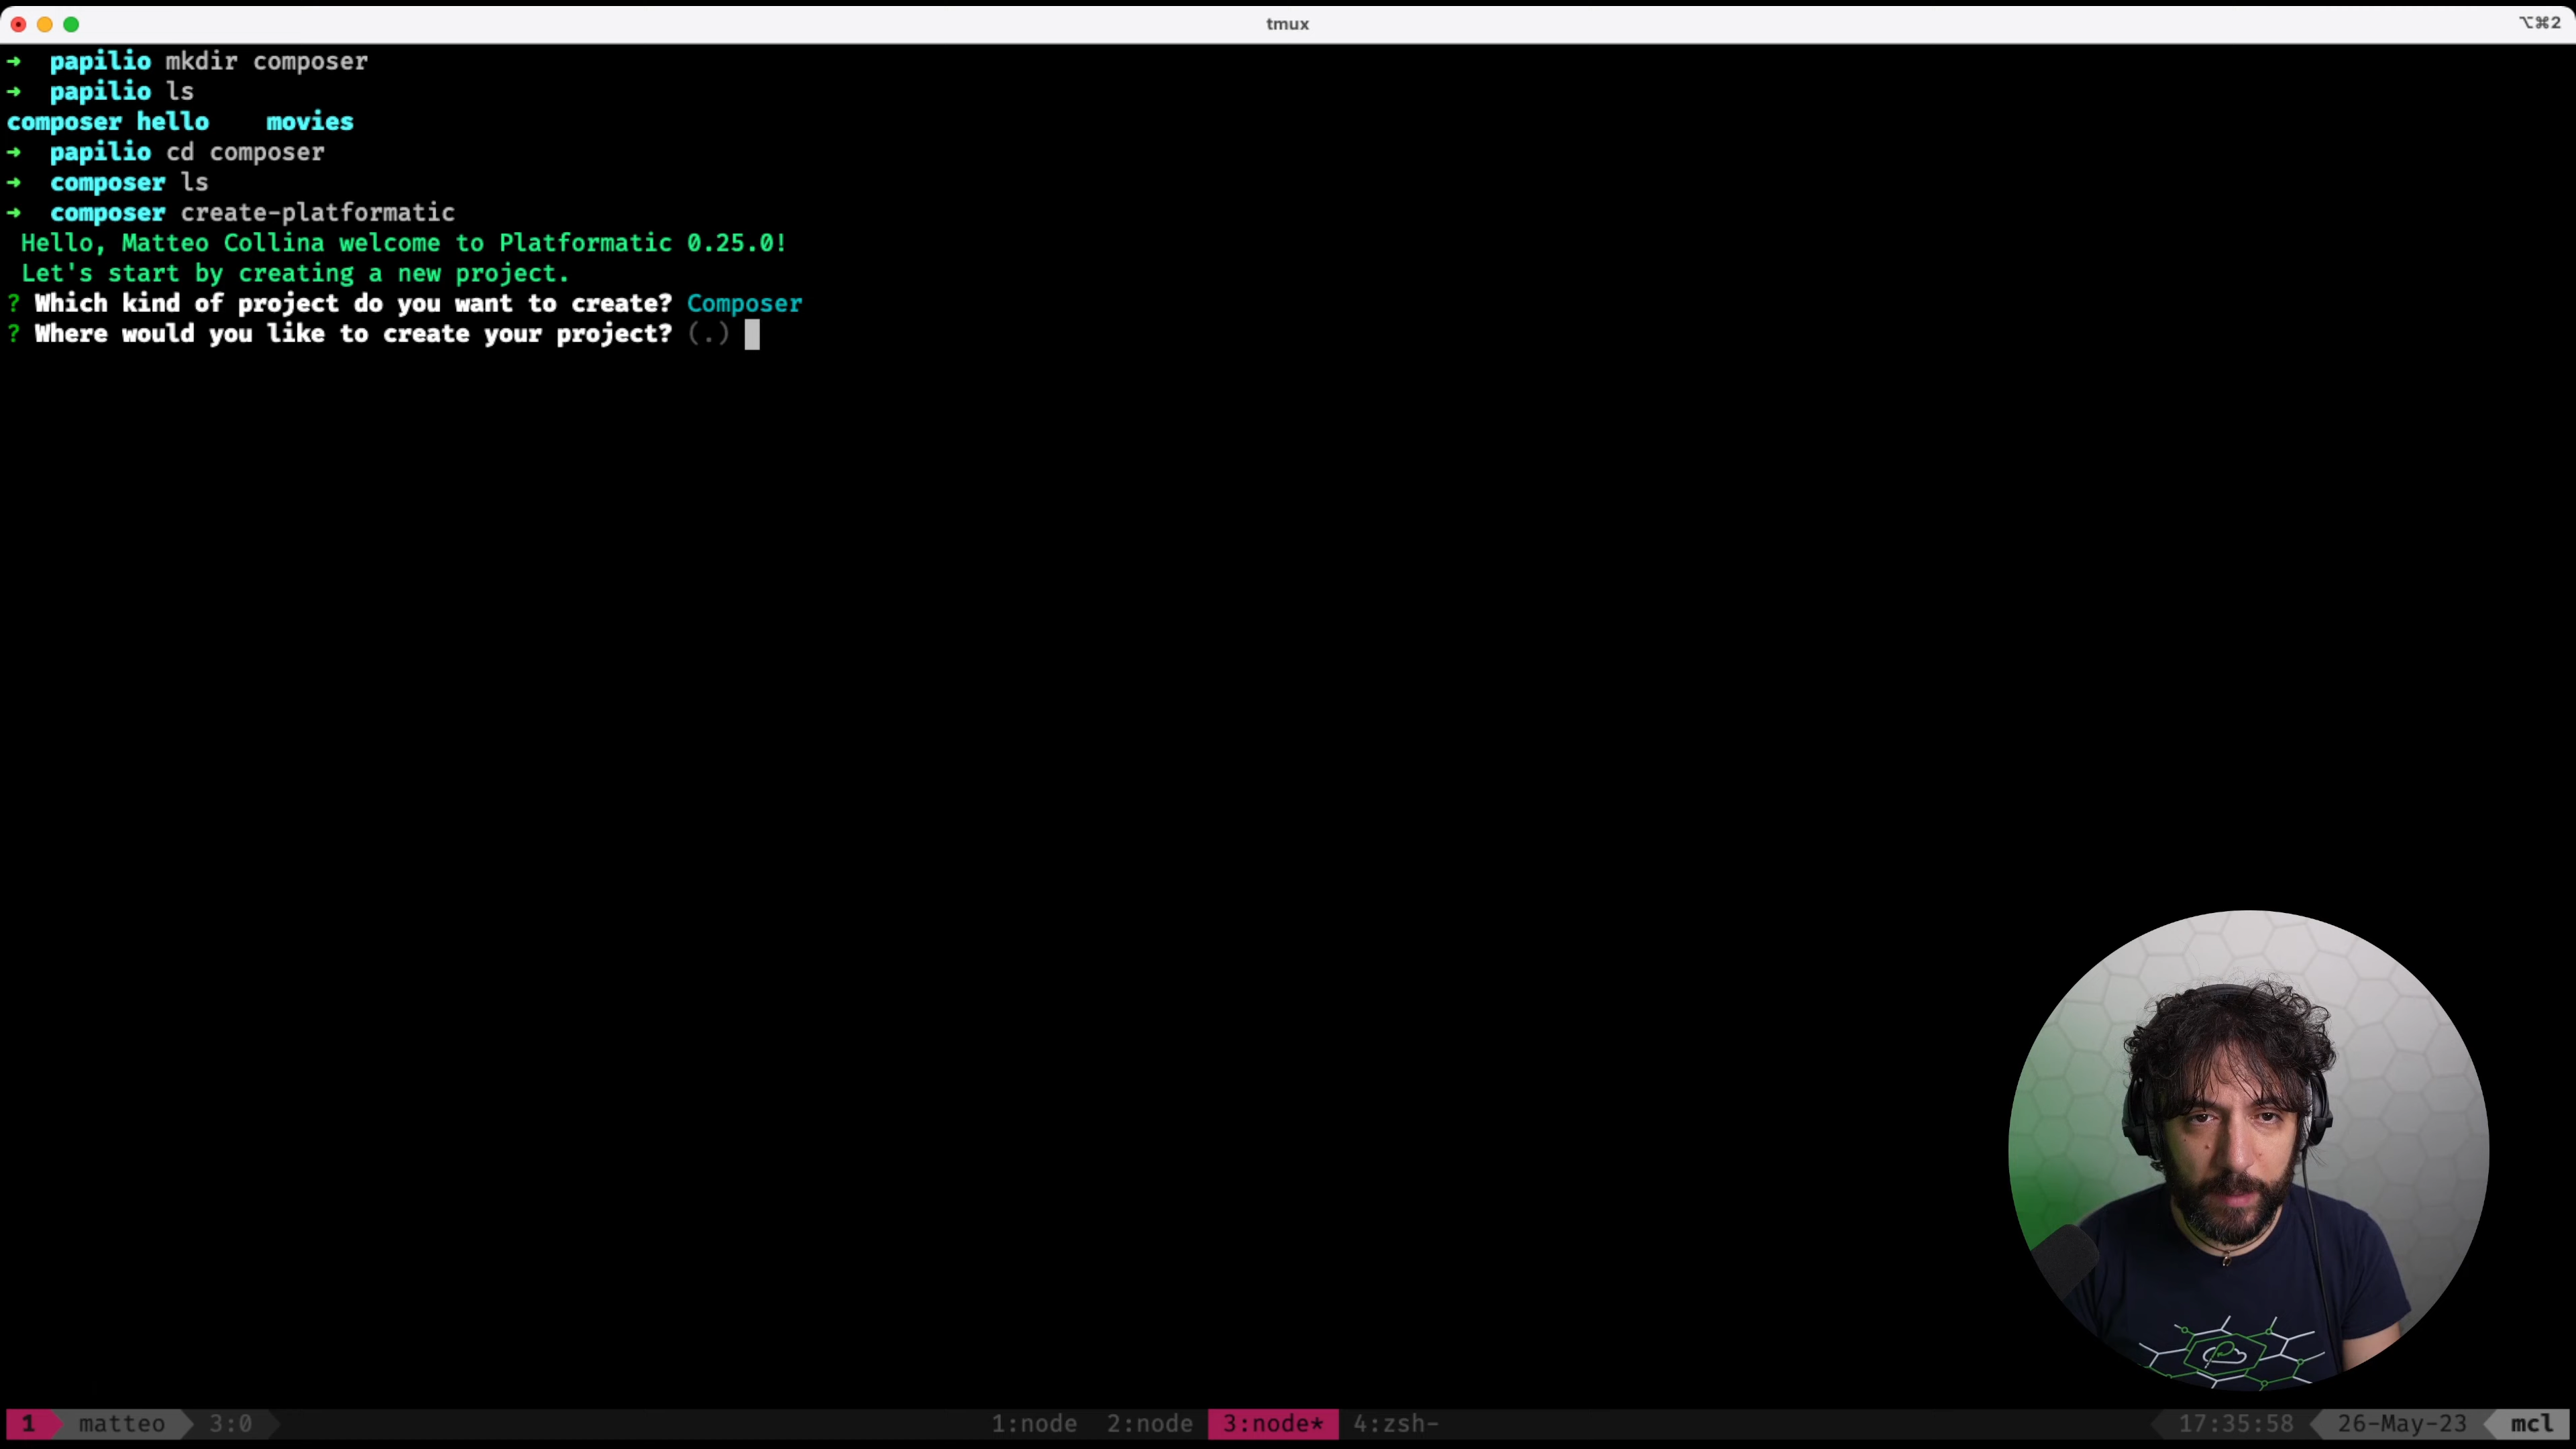 tmux
⌥⌘2
➜ papilio mkdir composer
➜ papilio ls
composer hello movies
➜ papilio cd composer
➜ composer ls
➜ composer create-platformatic
Hello, Matteo Collina welcome to Platformatic 0.25.0!
Let's start by creating a new project.
? Which kind of project do you want to create? Composer
? Where would you like to create your project? (.)
1 matteo 3:0 1:node 2:node 3:node* 4:zsh- 17:35:58 26-May-23 mcl